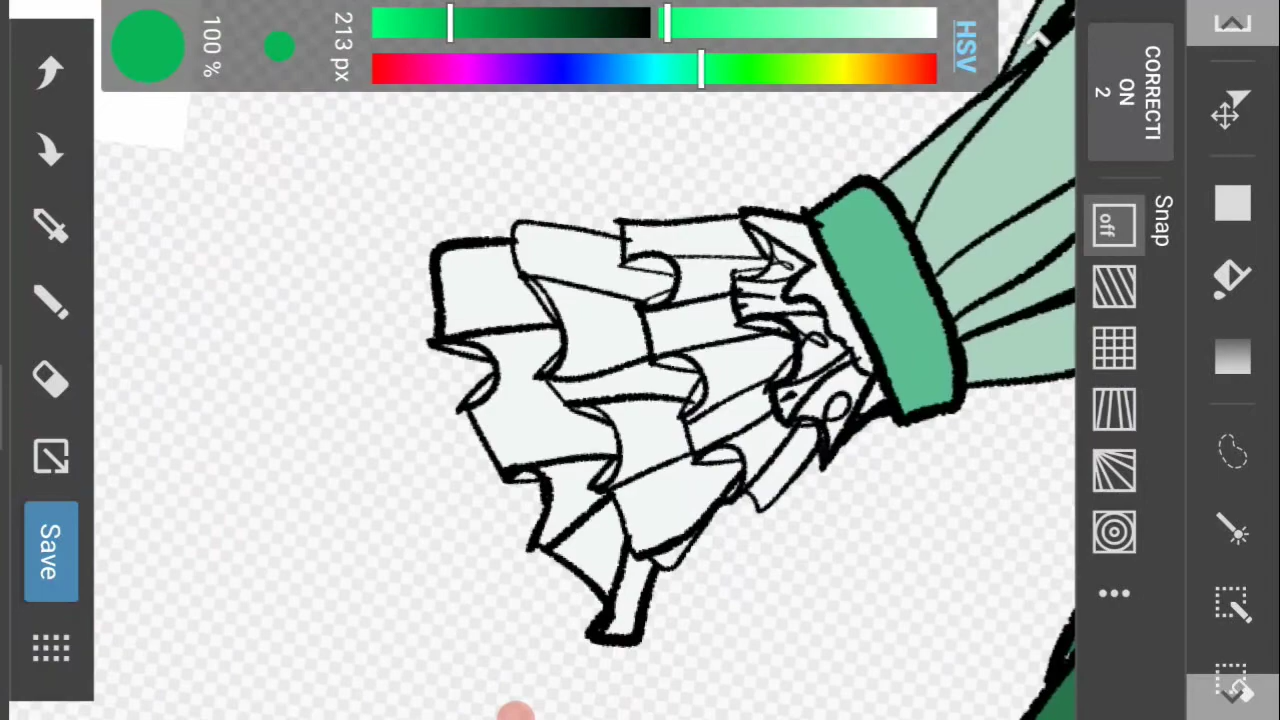 HSV
213 px
100 %
CORRECTI
ON
2
Snap
off
Save